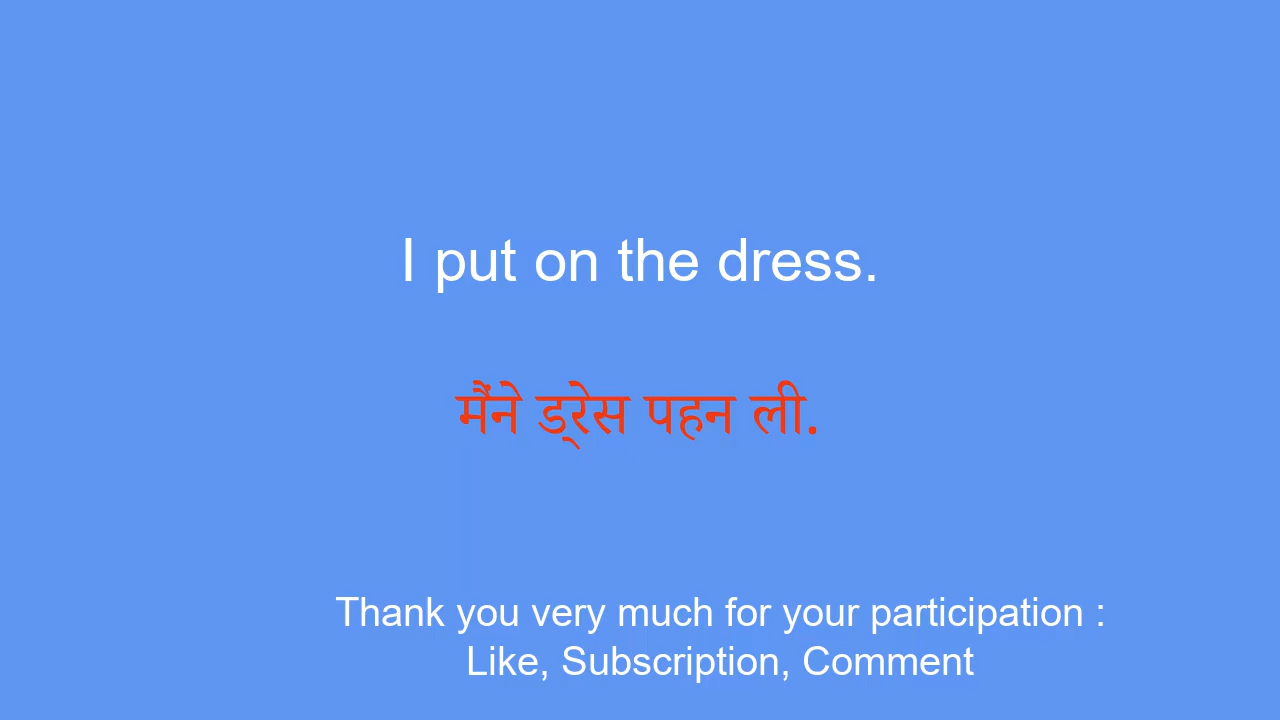 I put on the dress.
मैंने ड्रेस पहन ली.
Thank you very much for your participation :
Like, Subscription, Comment